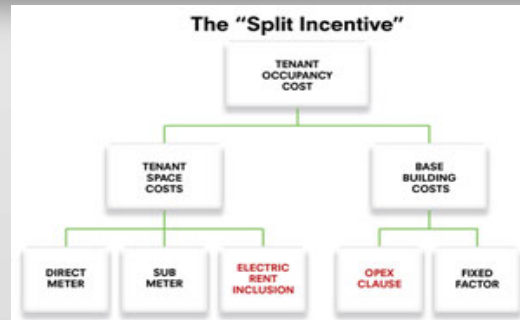 The “Split Incentive”
TENANT
OCCUPANCY
COST
TENANT
SPACE
COSTS
BASE
BUILDING
COSTS
DIRECT
METER
SUB
METER
ELECTRIC
RENT
INCLUSION
OPEX
CLAUSE
FIXED
FACTOR